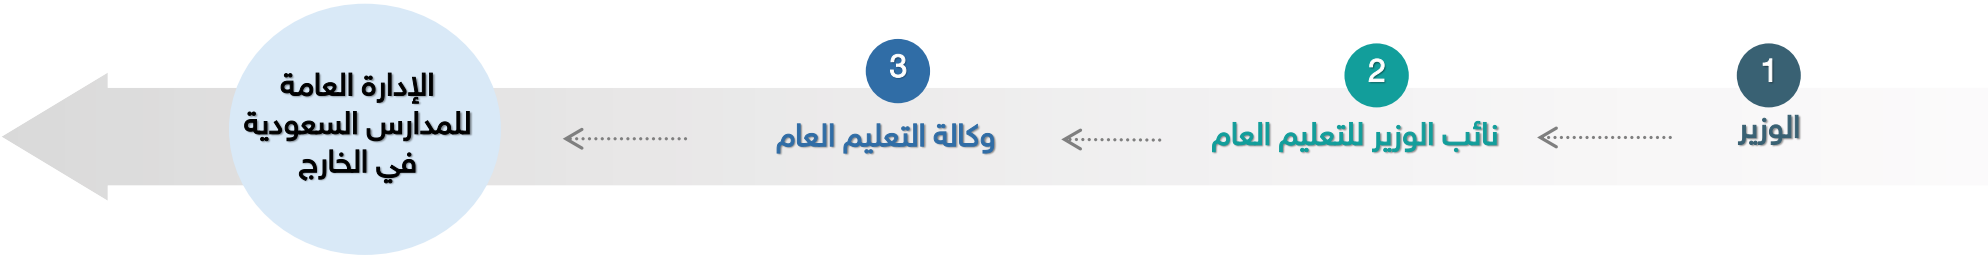 1
الوزير
2
نائب الوزير للتعليم العام
3
وكالة التعليم العام
الإدارة العامة
للمدارس السعودية
في الخارج